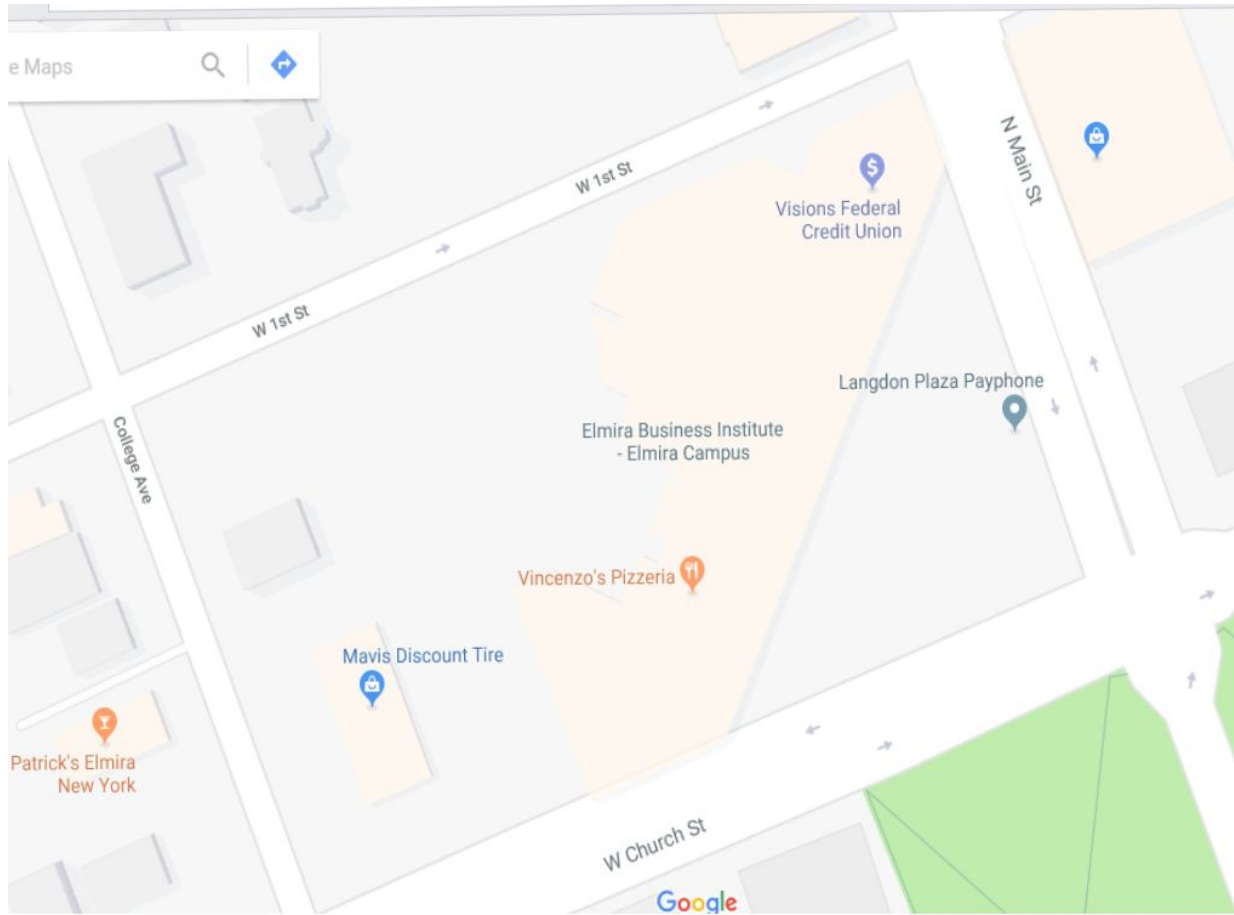 e Maps
N Main St
W 1st St
Visions Federal
Credit Union
W 1st St
Langdon Plaza Payphone
College Ave
Elmira Business Institute
- Elmira Campus
Vincenzo's Pizzeria
Mavis Discount Tire
Patrick's Elmira
New York
W Church St
Google